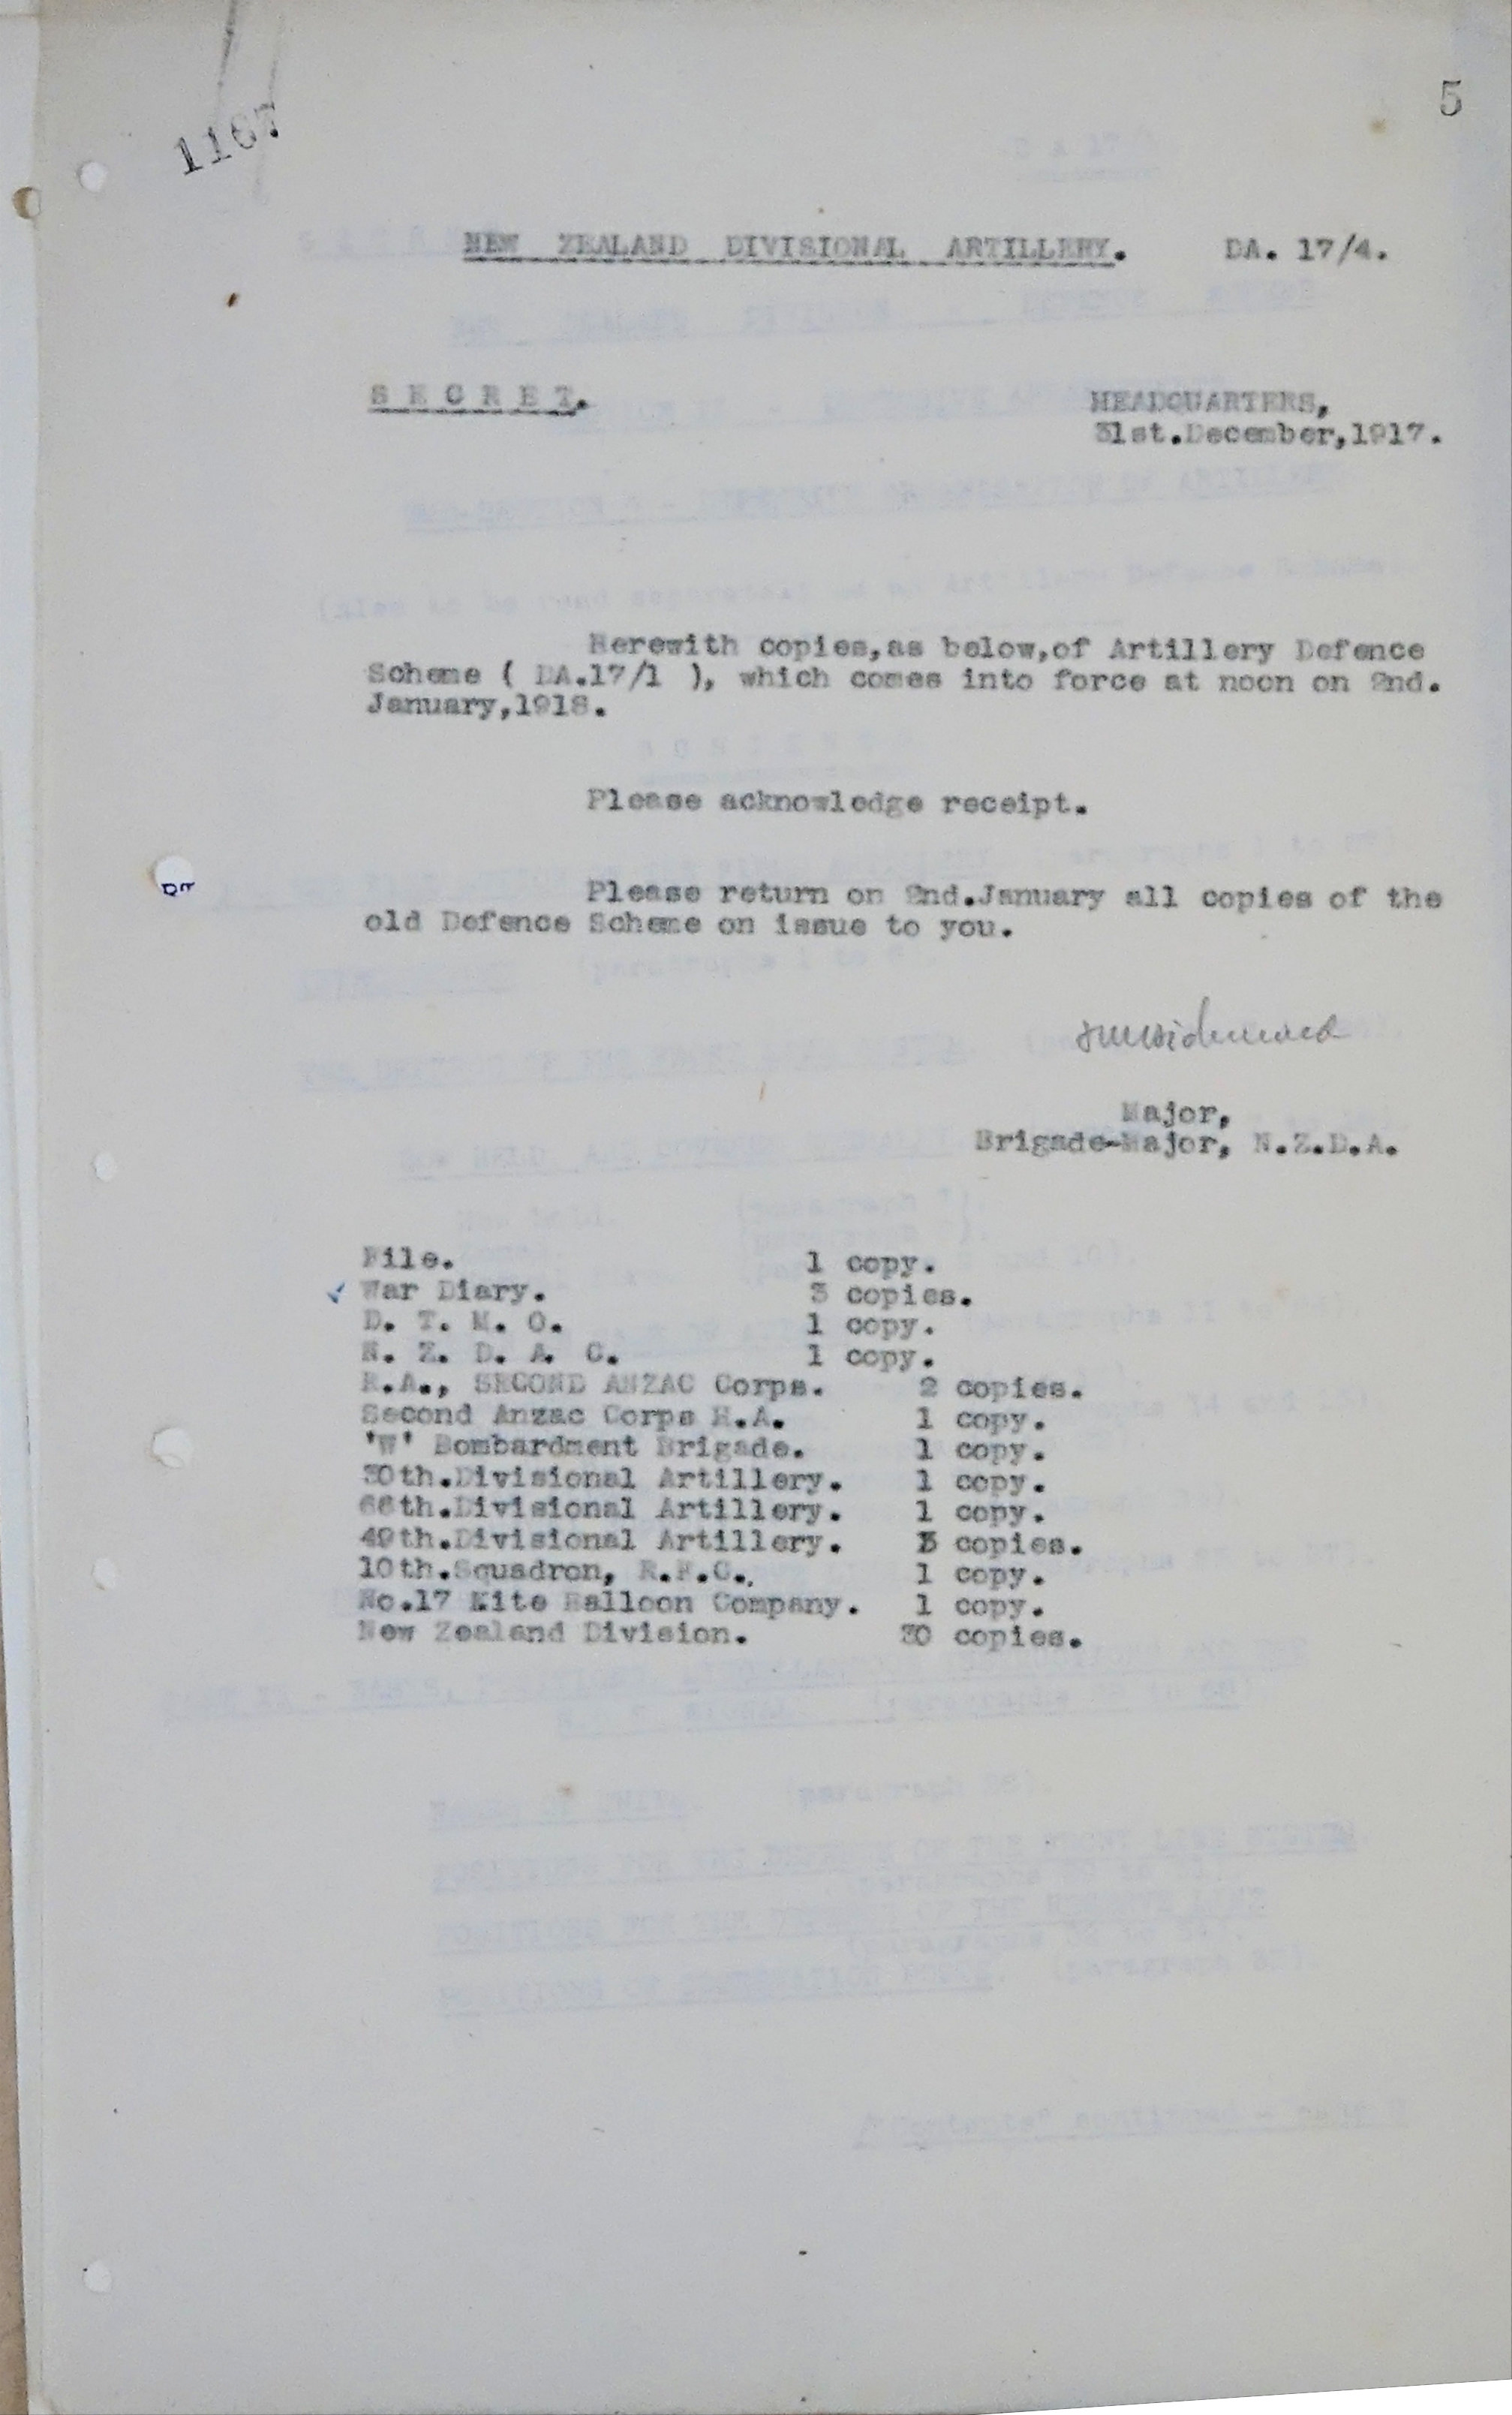 5
1167
NEW ZEALAND DIVISIONAL ARTILLERY. DA. 17/4.
S E C R E T.
HEADQUARTERS,
31st.December,1917.
Herewith copies,as below,of Artillery Defence
Scheme ( DA.17/1 ), which comes into force at noon on 2nd.
January,1918.
Please acknowledge receipt.
Please return on 2nd.January all copies of the
old Defence Scheme on issue to you.
Major,
Brigade-Major, N.Z.D.A.
File. 1 copy.
War Diary. 3 copies.
D. T. M. O. 1 copy.
N. Z. D. A. C. 1 copy.
R.A., SECOND ANZAC Corps. 2 copies.
Second Anzac Corps H.A. 1 copy.
'W' Bombardment Brigade. 1 copy.
30th.Divisional Artillery. 1 copy.
66th.Divisional Artillery. 1 copy.
49th.Divisional Artillery. 3 copies.
10th.Squadron, R.F.C., 1 copy.
No.17 Kite Balloon Company. 1 copy.
New Zealand Division. 30 copies.